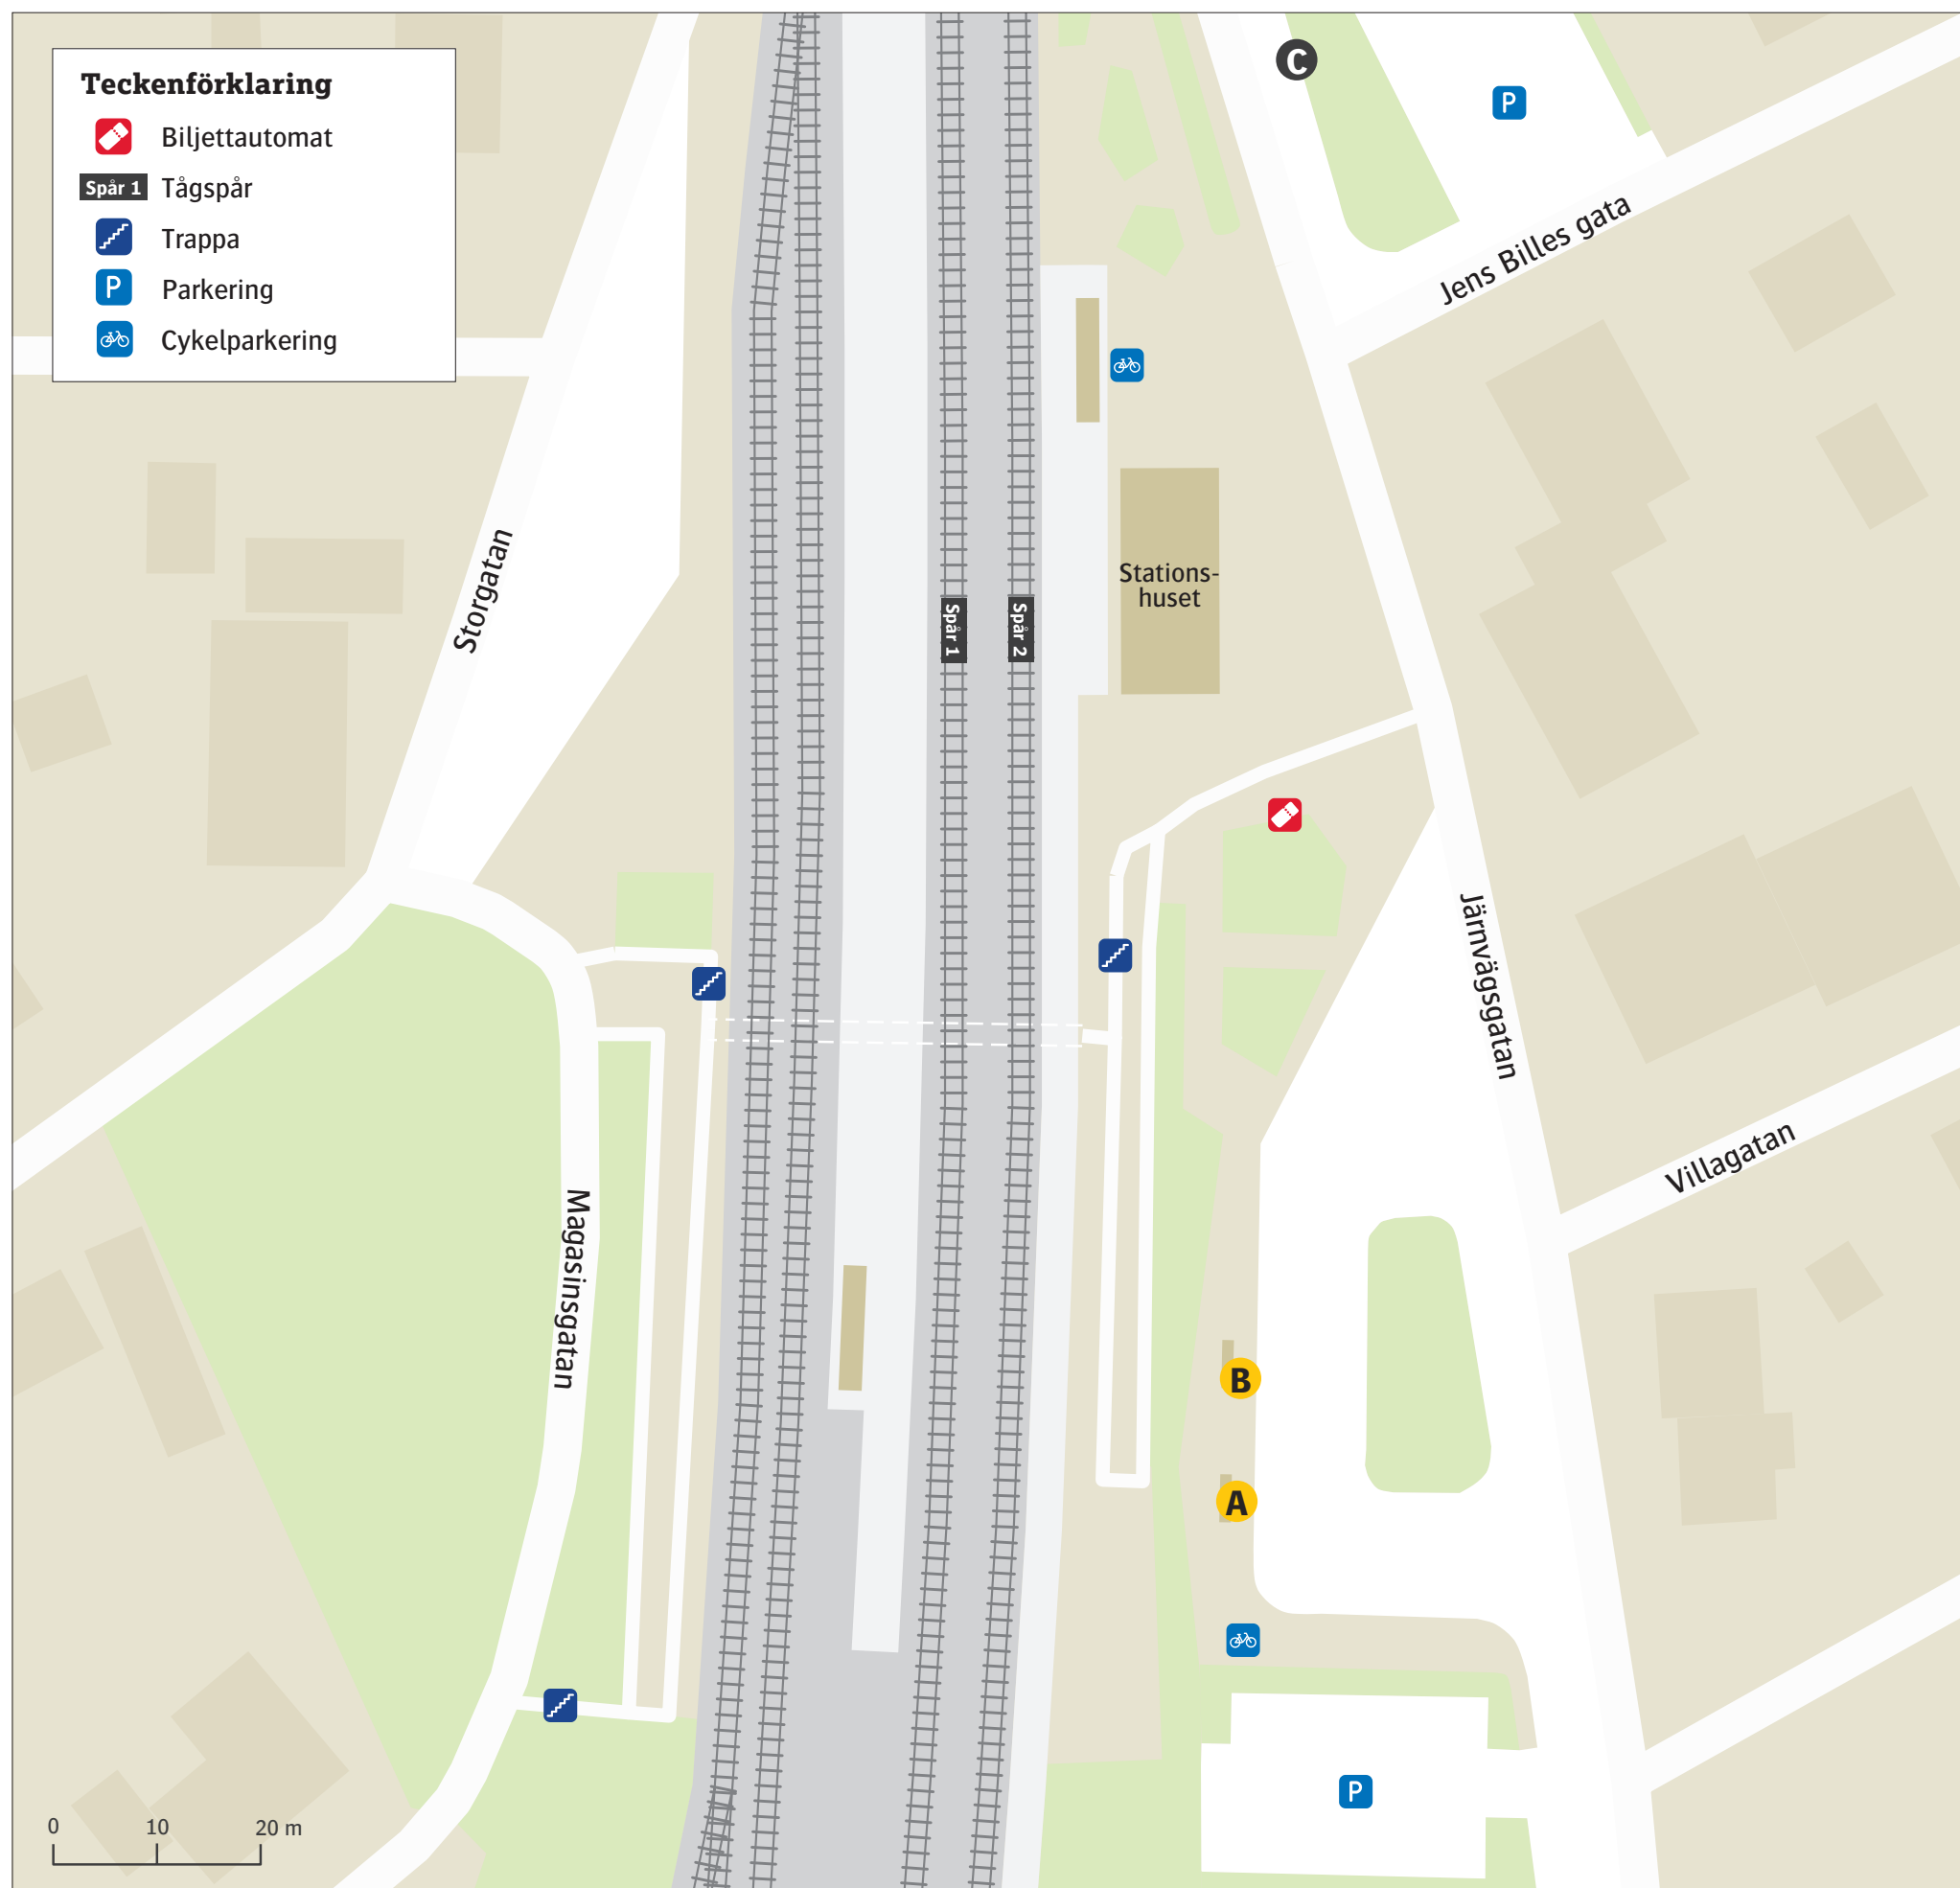 Teckenförklaring
Biljettautomat
Spår 1 Tågspår
Trappa
P Parkering
Cykelparkering
C
P
Jens Billes gata
Storgatan
Stations-
huset
Spår 1
Spår 2
Järnvägsgatan
Villagatan
Magasinsgatan
B
A
P
0 10 20 m